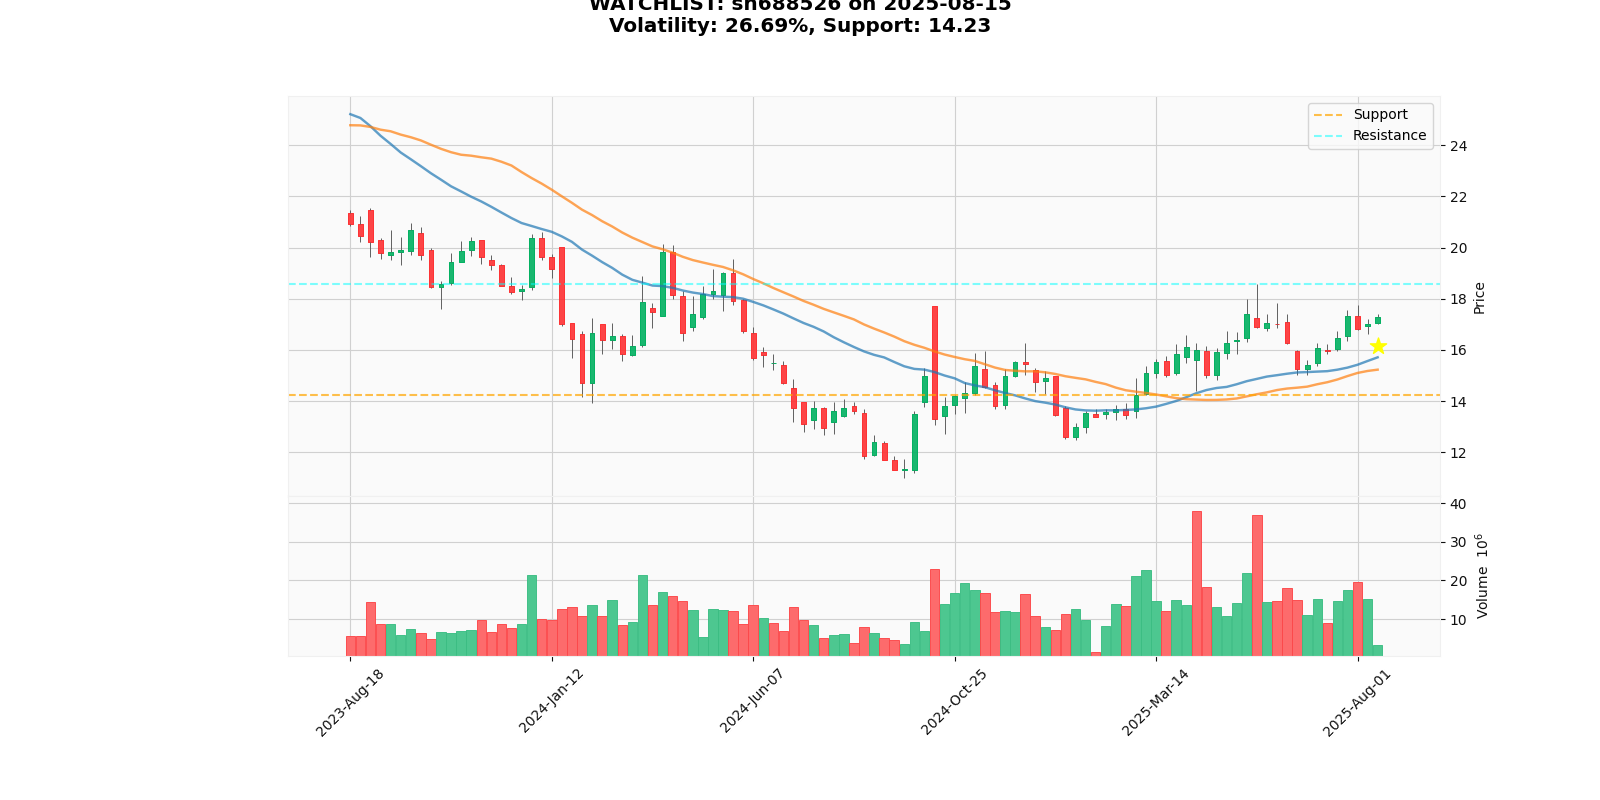 WATCHLIST: sh688526 on 2025-08-15
Volatility: 26.69%, Support: 14.23
Support
Resistance
24
22
20
18
16
14
12
Price
40
30
20
10
Volume 10^6
2023-Aug-18
2024-Jan-12
2024-Jun-07
2024-Oct-25
2025-Mar-14
2025-Aug-01